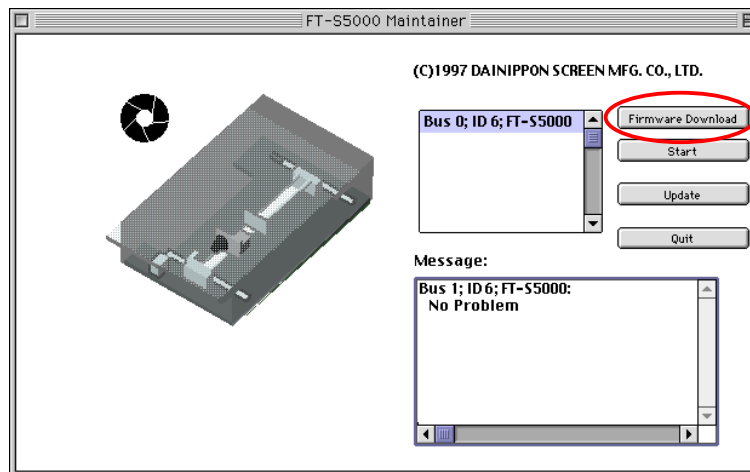 FT-S5000 Maintainer
(C)1997 DAINIPPON SCREEN MFG. CO., LTD.
Bus 0; ID 6; FT-S5000
Firmware Download
Start
Update
Quit
Message:
Bus 1; ID 6; FT-S5000:
No Problem